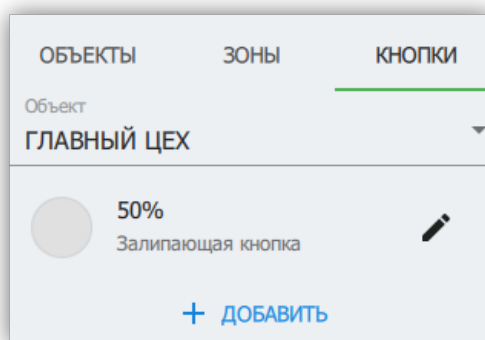 ОБЪЕКТЫ ЗОНЫ КНОПКИ
Объект
ГЛАВНЫЙ ЦЕХ
50%
Залипающая кнопка
+ ДОБАВИТЬ